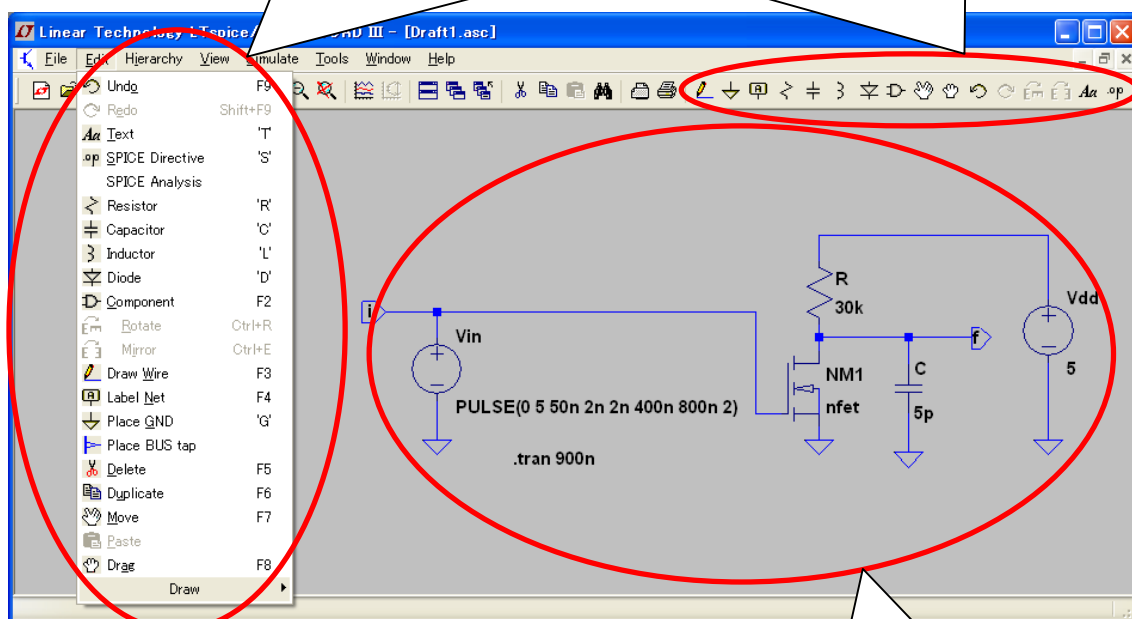 Linear Technology LTspice/ CAD III - [Draft1.asc]
File Edit Hierarchy View Simulate Tools Window Help
Undo F9
Redo Shift+F9
Text 'T'
SPICE Directive 'S'
SPICE Analysis
Resistor 'R'
Capacitor 'C'
Inductor 'L'
Diode 'D'
Component F2
Rotate Ctrl+R
Mirror Ctrl+E
Draw Wire F3
Label Net F4
Place GND 'G'
Place BUS tap
Delete F5
Duplicate F6
Move F7
Paste
Drag F8
Draw
i
Vin
PULSE(0 5 50n 2n 2n 400n 800n 2)
.tran 900n
R
30k
NM1
nfet
C
5p
f
Vdd
5